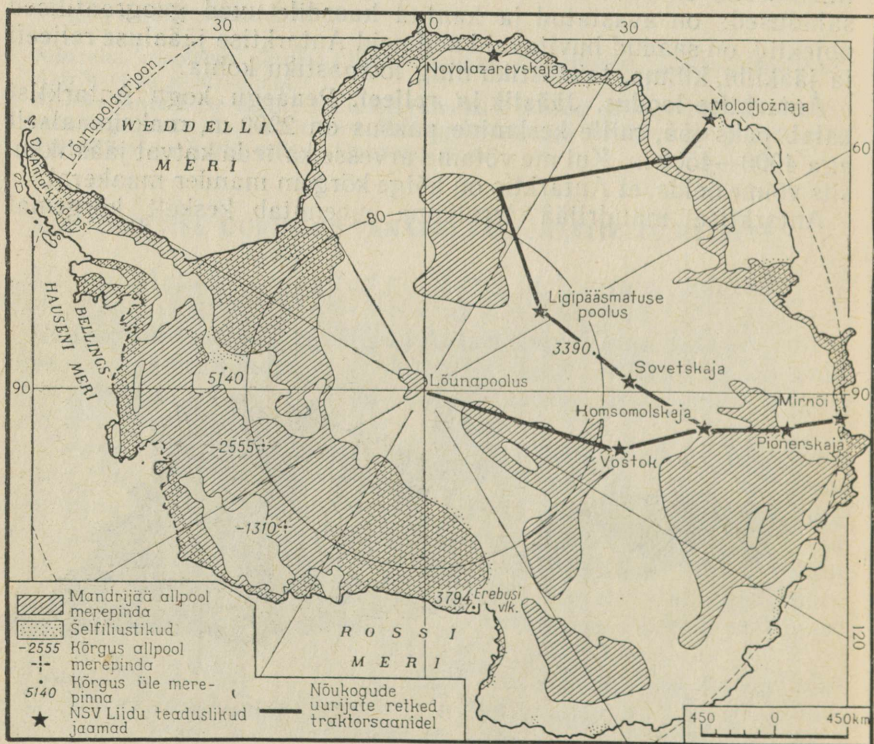 30
0
30
Novolazarevskaja
Molodjožnaja
Lõunapolaarjoon
WEDDELLI
MERI
60
80
Ligipääsmatuse
poolus
3390
BELLINGS-
HAUSENI MERI
90
5140
Lõunapoolus
Sovetskaja
Komsomolskaja
Mirnõi
90
-2555
Vostok
Pionerskaja
-1310
3794
Erebusi
vlk.
ROSSI
MERI
120
Mandrijää allpool
merepinda
Šelfiliustikud
-2555 Kõrgus allpool
merepinda
5140 Kõrgus üle mere-
pinna
NSV Liidu teaduslikud
jaamad
Nõukogude
uurijate retked
traktorsaanidel
450 0 450km